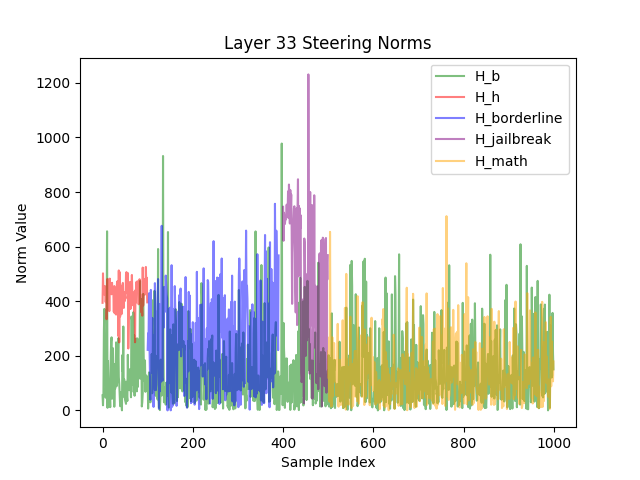 Layer 33 Steering Norms
Norm Value
1200
1000
800
600
400
200
0
0
200
400
600
800
1000
Sample Index
H_b
H_h
H_borderline
H_jailbreak
H_math